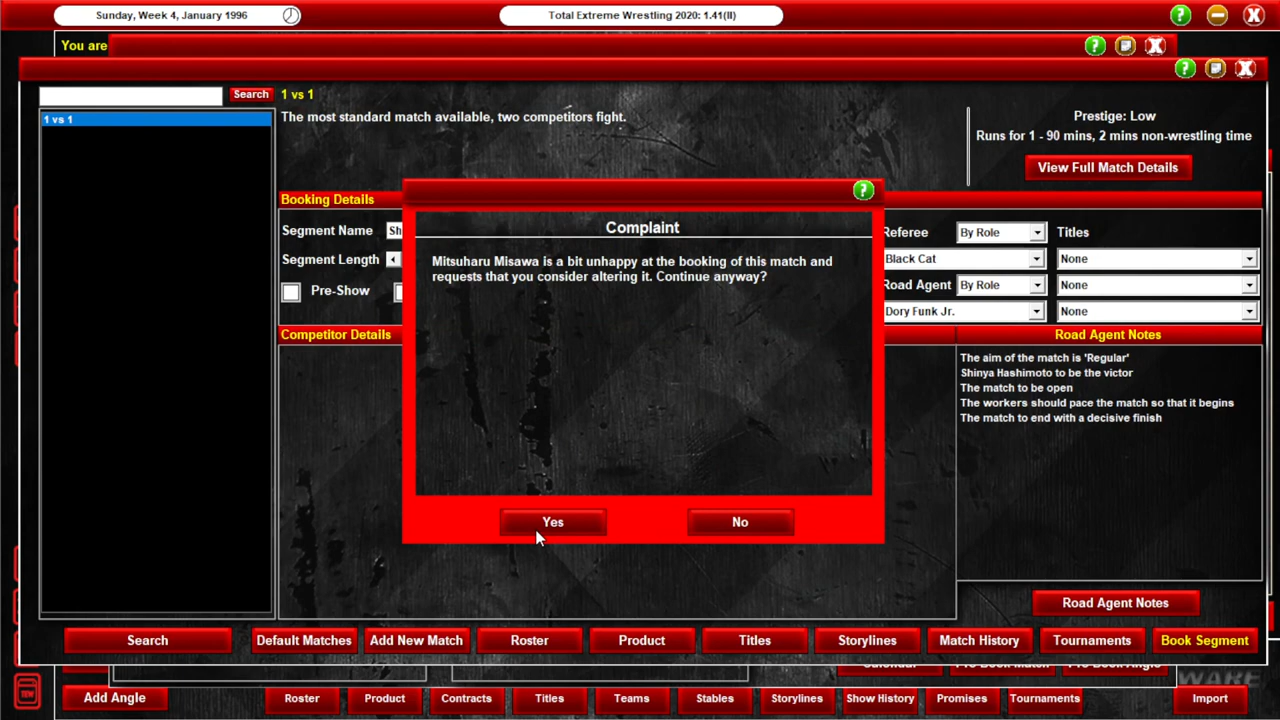 Sunday, Week 4, January 1996
Total Extreme Wrestling 2020: 1.41(II)
You are
Search
1 vs 1
1 vs 1
The most standard match available, two competitors fight.
Prestige: Low
Runs for 1 - 90 mins, 2 mins non-wrestling time
View Full Match Details
Booking Details
Segment Name
Sh
Segment Length
Pre-Show
Complaint
Mitsuharu Misawa is a bit unhappy at the booking of this match and
requests that you consider altering it. Continue anyway?
Yes
No
Referee
By Role
Titles
Black Cat
None
Road Agent
By Role
None
Dory Funk Jr.
None
Competitor Details
Road Agent Notes
The aim of the match is 'Regular'
Shinya Hashimoto to be the victor
The match to be open
The workers should pace the match so that it begins
The match to end with a decisive finish
Road Agent Notes
Search
Default Matches
Add New Match
Roster
Product
Titles
Storylines
Match History
Tournaments
Book Segment
Add Angle
Roster
Product
Contracts
Titles
Teams
Stables
Storylines
Show History
Promises
Tournaments
Import